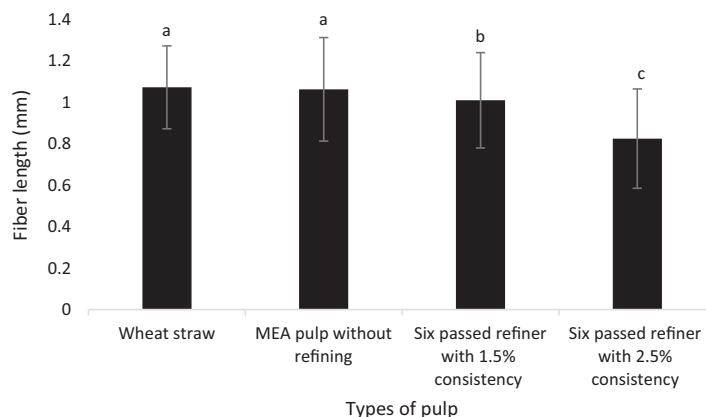 1.4
1.2
1
0.8
0.6
0.4
0.2
0
Fiber length (mm)
a
a
b
c
Wheat straw
MEA pulp without
refining
Six passed refiner
with 1.5%
consistency
Six passed refiner
with 2.5%
consistency
Types of pulp